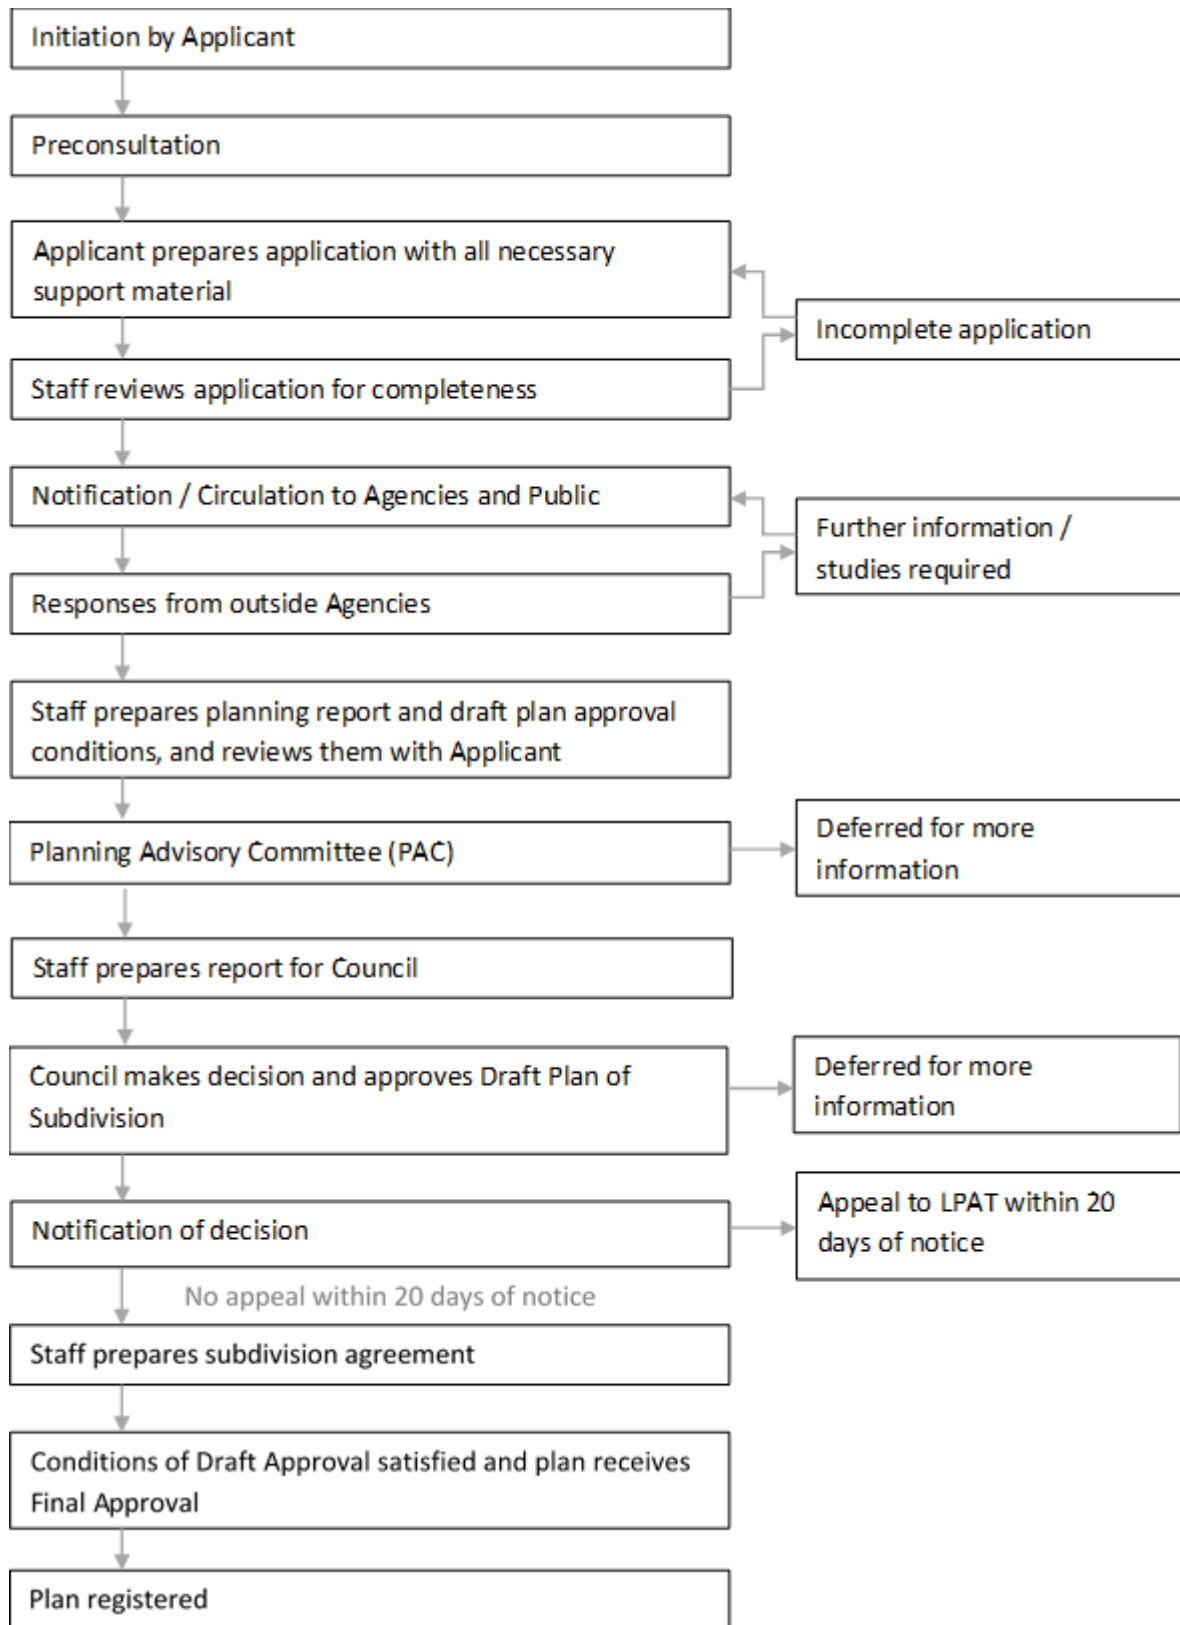 Initiation by Applicant
Preconsultation
Applicant prepares application with all necessary
support material
Incomplete application
Staff reviews application for completeness
Notification / Circulation to Agencies and Public
Further information /
studies required
Responses from outside Agencies
Staff prepares planning report and draft plan approval
conditions, and reviews them with Applicant
Planning Advisory Committee (PAC)
Deferred for more
information
Staff prepares report for Council
Council makes decision and approves Draft Plan of
Subdivision
Deferred for more
information
Notification of decision
Appeal to LPAT within 20
days of notice
No appeal within 20 days of notice
Staff prepares subdivision agreement
Conditions of Draft Approval satisfied and plan receives
Final Approval
Plan registered